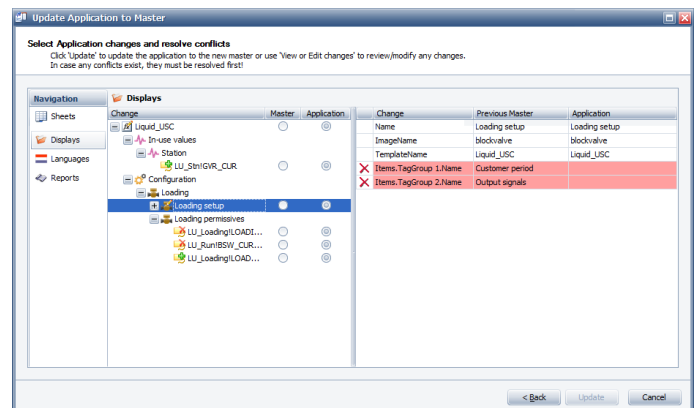 Update Application to Master
Select Application changes and resolve conflicts
Click 'Update' to update the application to the new master or use 'View or Edit changes' to review/modify any changes.
In case any conflicts exist, they must be resolved first!
Navigation
Sheets
Displays
Languages
Reports
Displays
Change Master Application
Liquid_USC
In-use values
Station
LU_Stn!GVR_CUR
Configuration
Loading
Loading setup
Loading permissives
LU_Loading!LOADI...
LU_Run!BSW_CUR...
LU_Loading!LOAD...
Change Previous Master Application
Name Loading setup Loading setup
ImageName blockvalve blockvalve
TemplateName Liquid_USC Liquid_USC
Items.TagGroup 1.Name Customer period
Items.TagGroup 2.Name Output signals
< Back Update Cancel